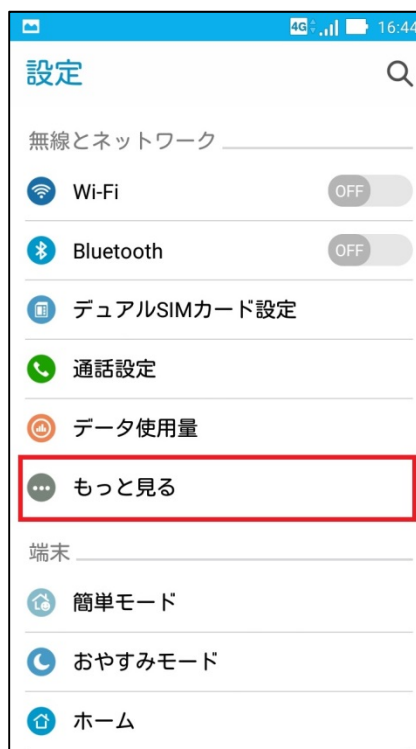 4G 16:44
設定
無線とネットワーク
Wi-Fi OFF
Bluetooth OFF
デュアルSIMカード設定
通話設定
データ使用量
もっと見る
端末
簡単モード
おやすみモード
ホーム